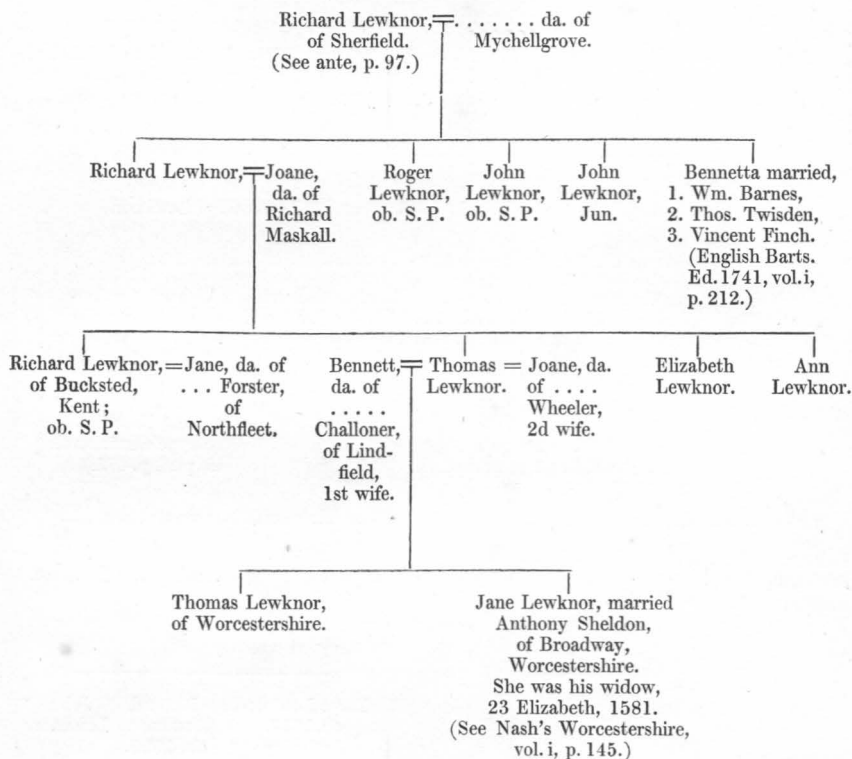 Richard Lewknor,
of Sherfield.
(See ante, p. 97.)
. . . . . . . da. of
Mychellgrove.
Richard Lewknor,
Joane,
da. of
Richard
Maskall.
Roger
Lewknor,
ob. S. P.
John
Lewknor,
ob. S. P.
John
Lewknor,
Jun.
Bennetta married,
1. Wm. Barnes,
2. Thos. Twisden,
3. Vincent Finch.
(English Barts.
Ed. 1741, vol. i,
p. 212.)
Richard Lewknor,
of Bucksted,
Kent;
ob. S. P.
Jane, da. of
. . . Forster,
of
Northfleet.
Bennett,
da. of
. . . . .
Challoner,
of Lind-
field,
1st wife.
Thomas
Lewknor.
Joane, da.
of . . . .
Wheeler,
2d wife.
Elizabeth
Lewknor.
Ann
Lewknor.
Thomas Lewknor,
of Worcestershire.
Jane Lewknor, married
Anthony Sheldon,
of Broadway,
Worcestershire.
She was his widow,
23 Elizabeth, 1581.
(See Nash's Worcestershire,
vol. i, p. 145.)